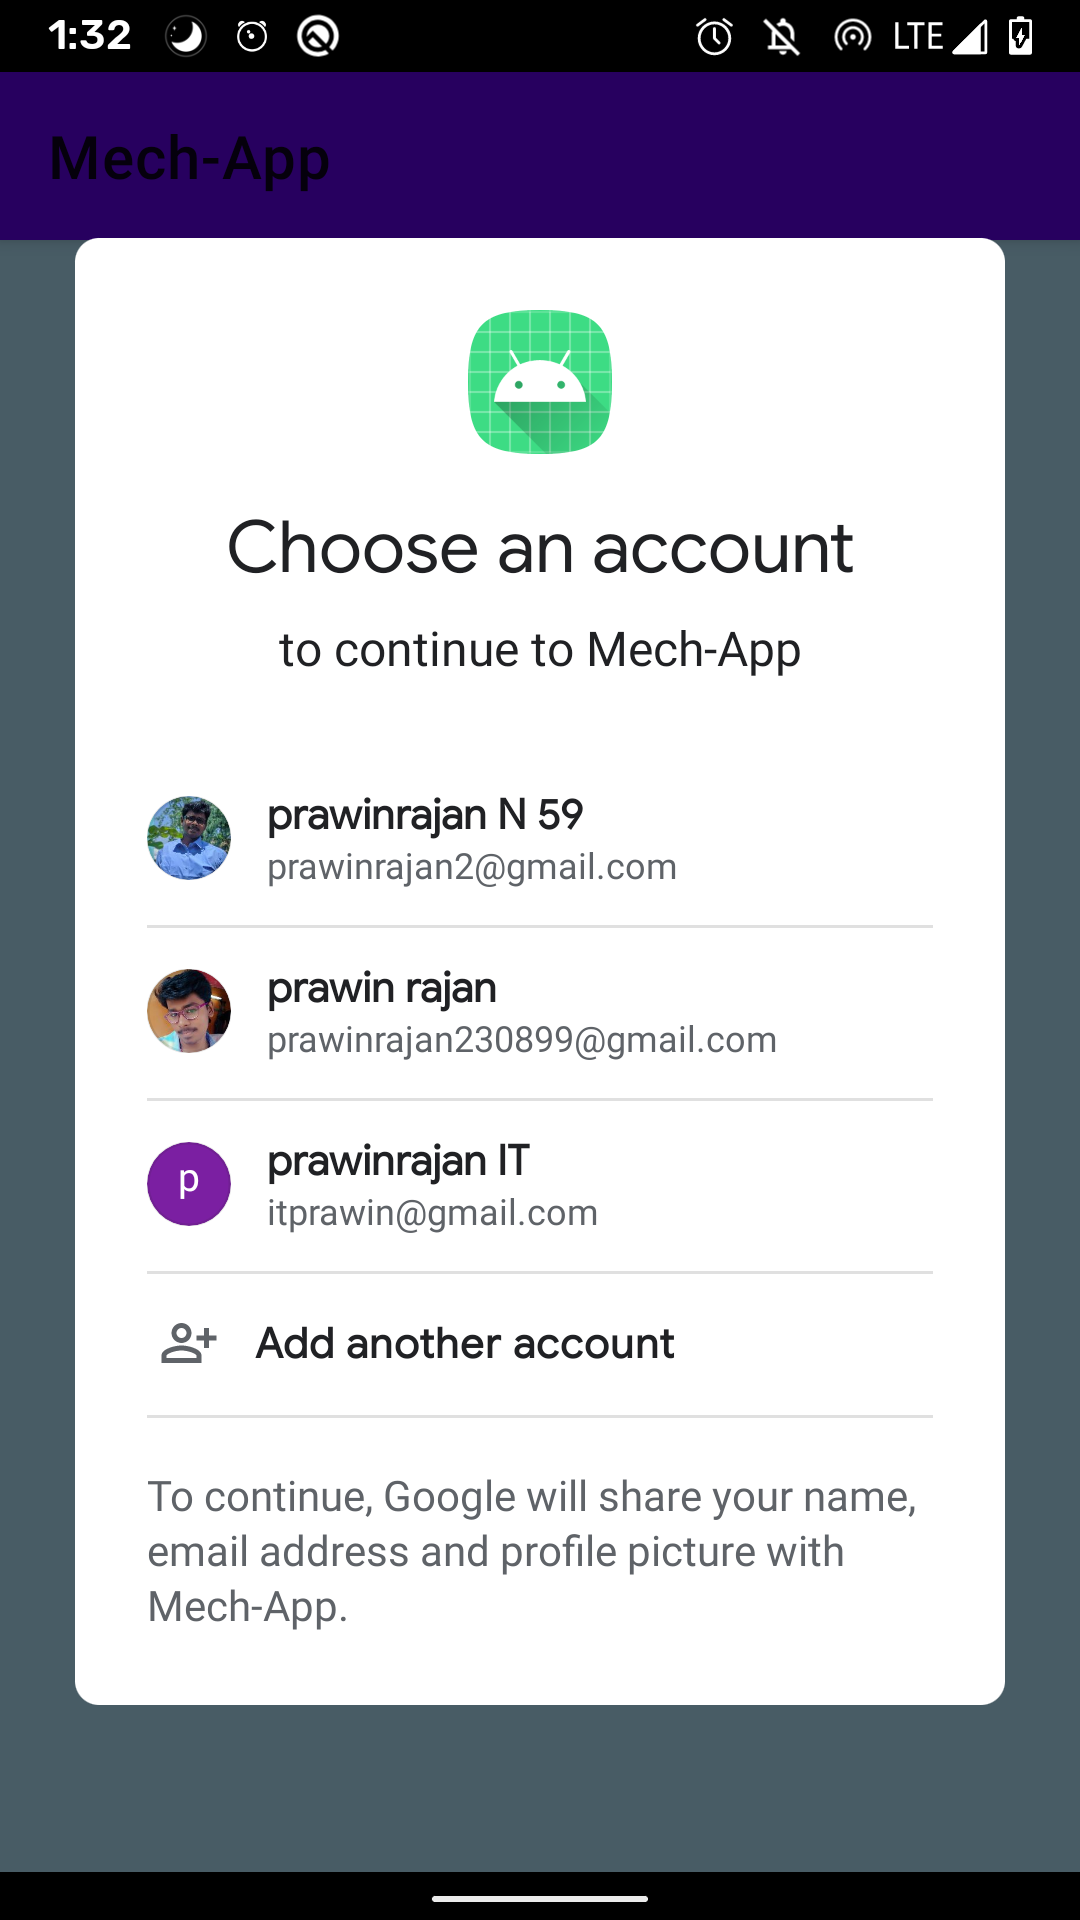 1:32 LTE
Mech-App
Choose an account
to continue to Mech-App
prawinrajan N 59
prawinrajan2@gmail.com
prawin rajan
prawinrajan230899@gmail.com
p
prawinrajan IT
itprawin@gmail.com
Add another account
To continue, Google will share your name,
email address and profile picture with
Mech-App.